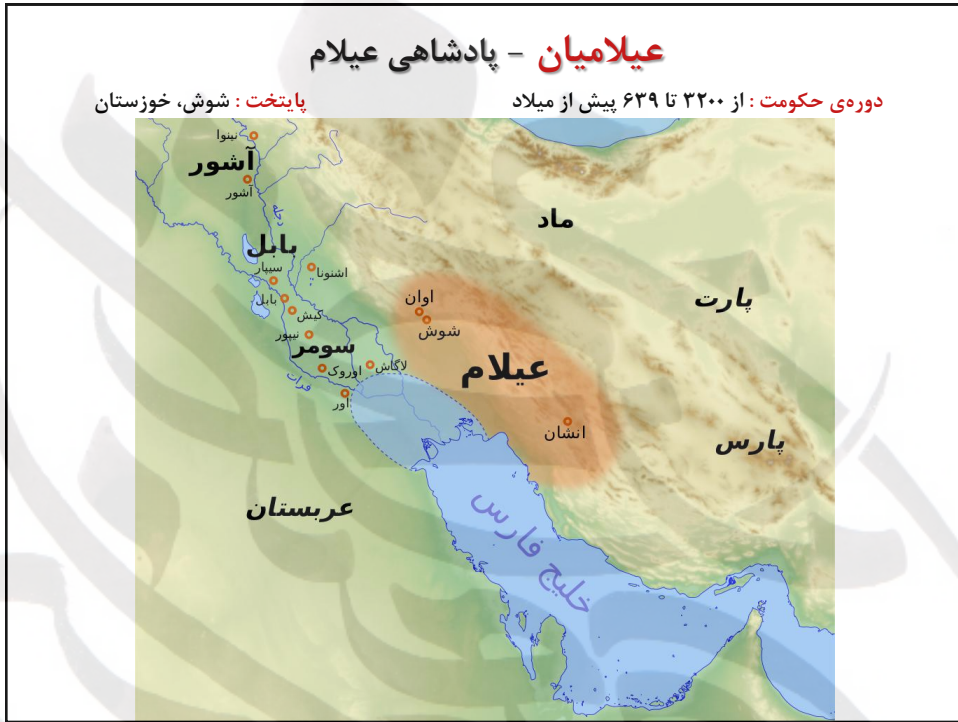 عیلامیان - پادشاهی عیلام
دوره‌ی حکومت : از ۳۲۰۰ تا ۶۳۹ پیش از میلاد
پایتخت : شوش، خوزستان
نینوا
آشور
آشور
دجله
ماد
بابل
سیپار
اشنونا
بابل
کیش
اوان
شوش
پارت
نیپور
سومر
لاگاش
اوروک
عیلام
فرات
اور
انشان
پارس
عربستان
خلیج فارس